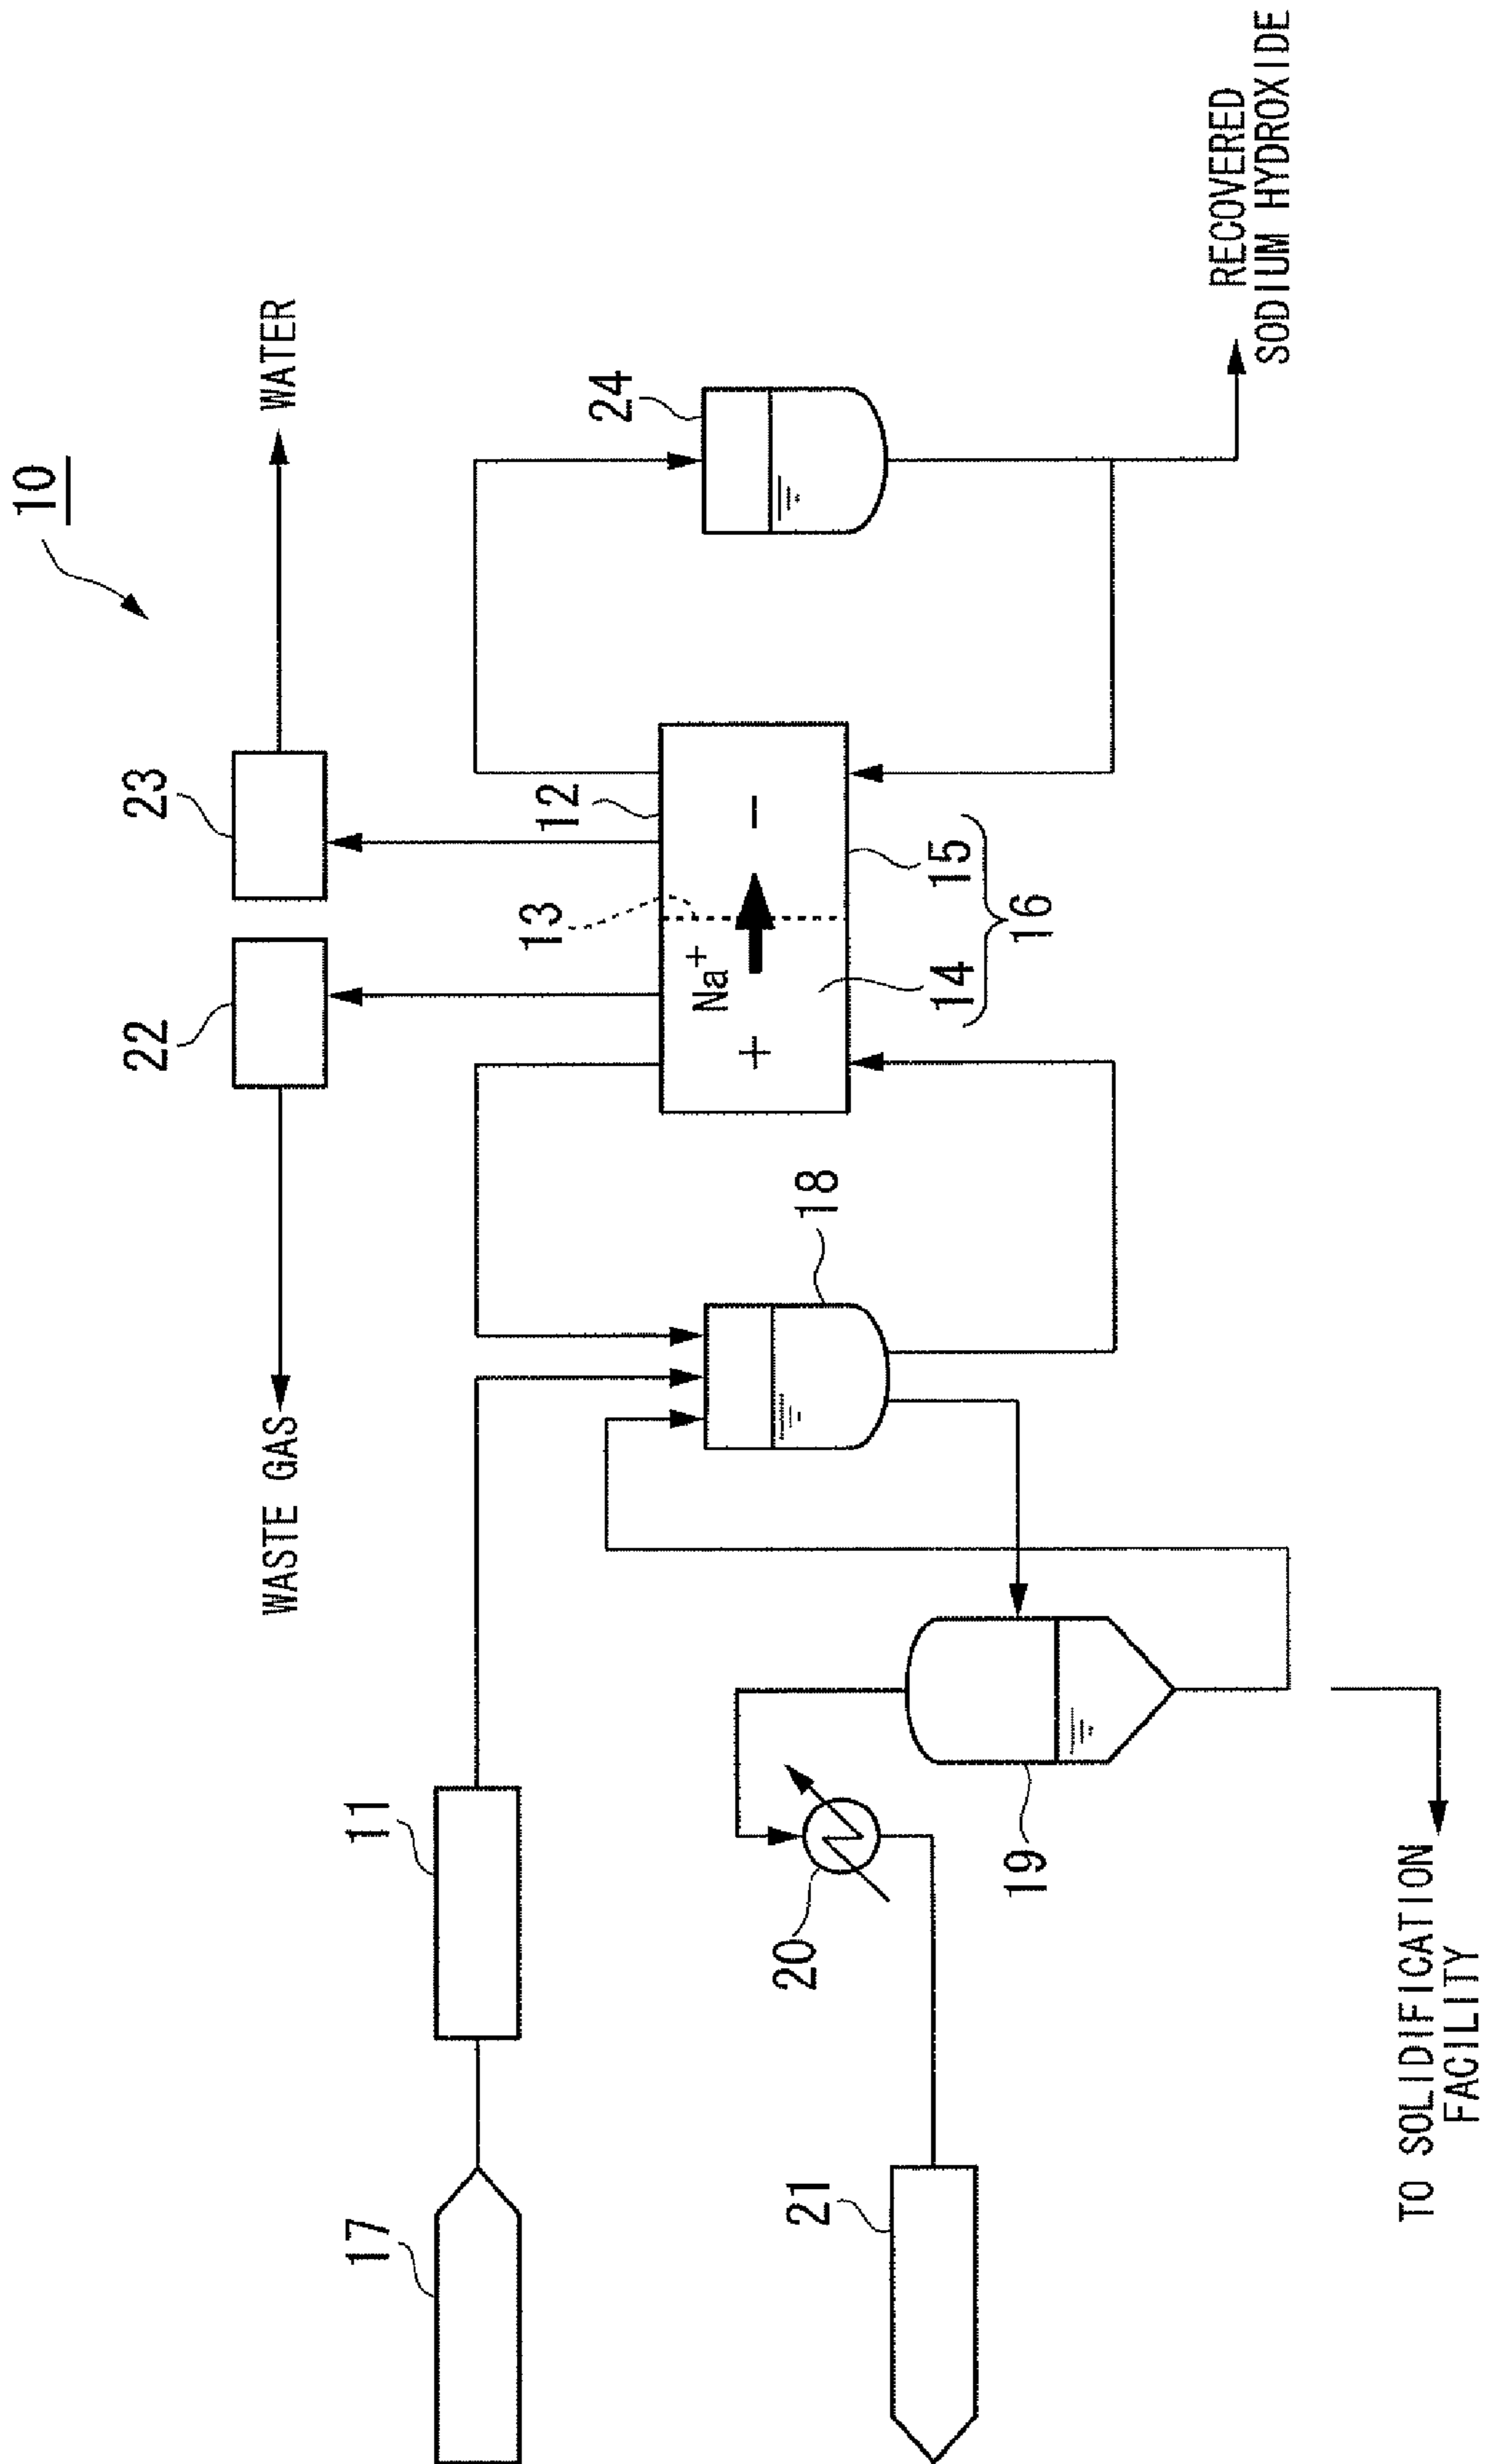 10
WATER
23
22
WASTE GAS
24
12
13
Na+
+
−
14
15
16
RECOVERED
SODIUM HYDROXIDE
18
11
17
20
19
21
TO SOLIDIFICATION
FACILITY